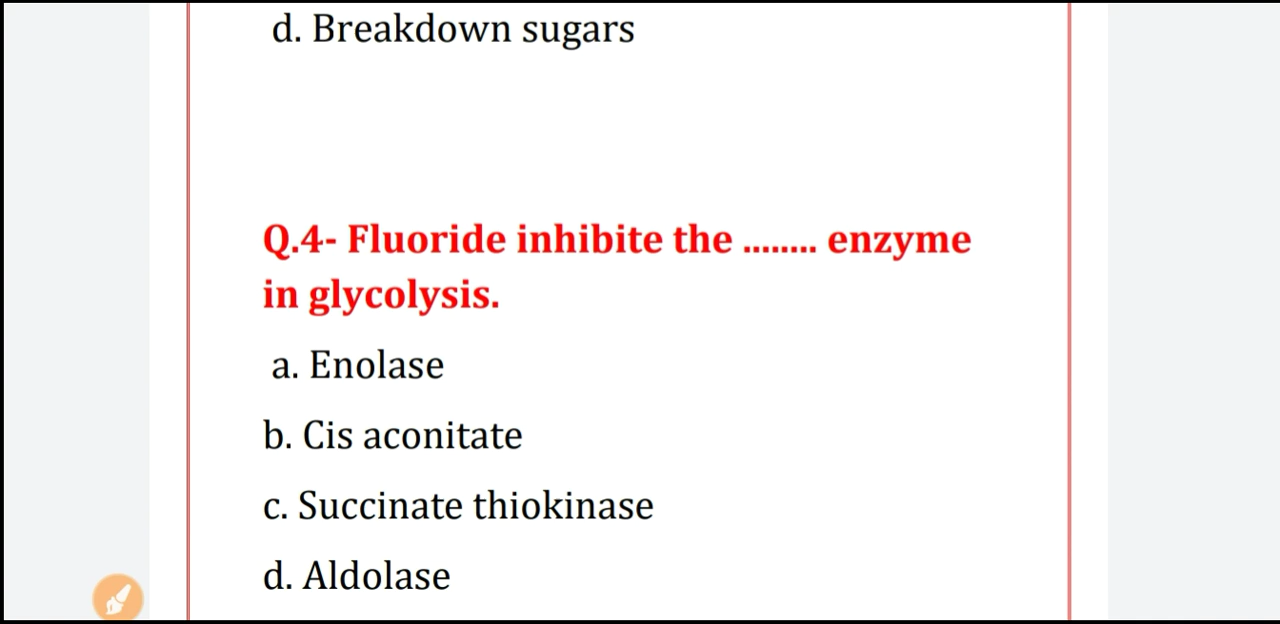 d. Breakdown sugars
Q.4- Fluoride inhibite the ........ enzyme
in glycolysis.
a. Enolase
b. Cis aconitate
c. Succinate thiokinase
d. Aldolase